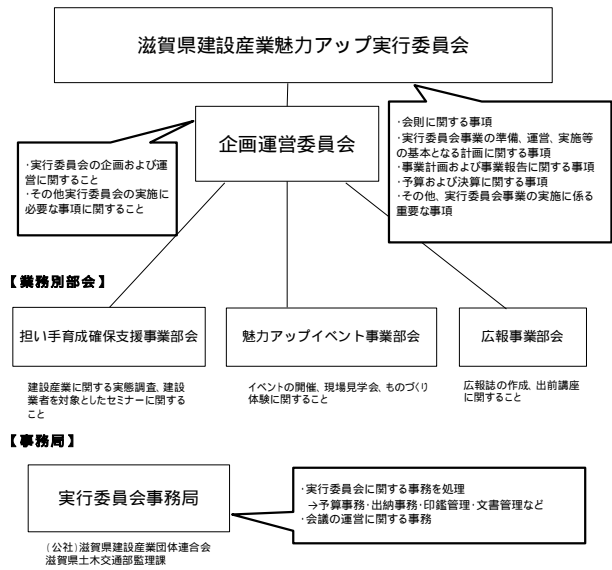 滋賀県建設産業魅力アップ実行委員会
企画運営委員会
・実行委員会の企画および運
営に関すること
・その他実行委員会の実施に
必要な事項に関すること
・会則に関する事項
・実行委員会事業の準備、運営、実施等
の基本となる計画に関する事項
・事業計画および事業報告に関する事項
・予算および決算に関する事項
・その他、実行委員会事業の実施に係る
重要な事項
【業務別部会】
担い手育成確保支援事業部会
魅力アップイベント事業部会
広報事業部会
建設産業に関する実態調査、建設
業者を対象としたセミナーに関する
こと
イベントの開催、現場見学会、ものづくり
体験に関すること
広報誌の作成、出前講座
に関すること
【事務局】
実行委員会事務局
・実行委員会に関する事務を処理
→予算事務・出納事務・印鑑管理・文書管理など
・会議の運営に関する事務
(公社)滋賀県建設産業団体連合会
滋賀県土木交通部監理課